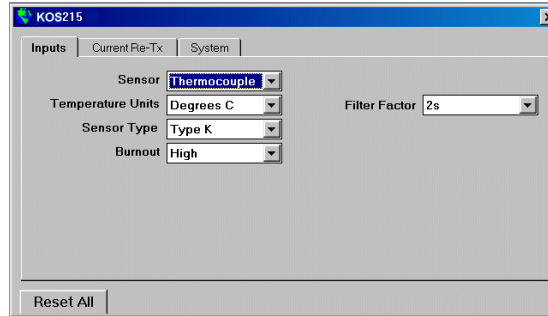 KOS215
Inputs Current Re-Tx System
Sensor Thermocouple
Temperature Units Degrees C Filter Factor 2s
Sensor Type Type K
Burnout High
Reset All